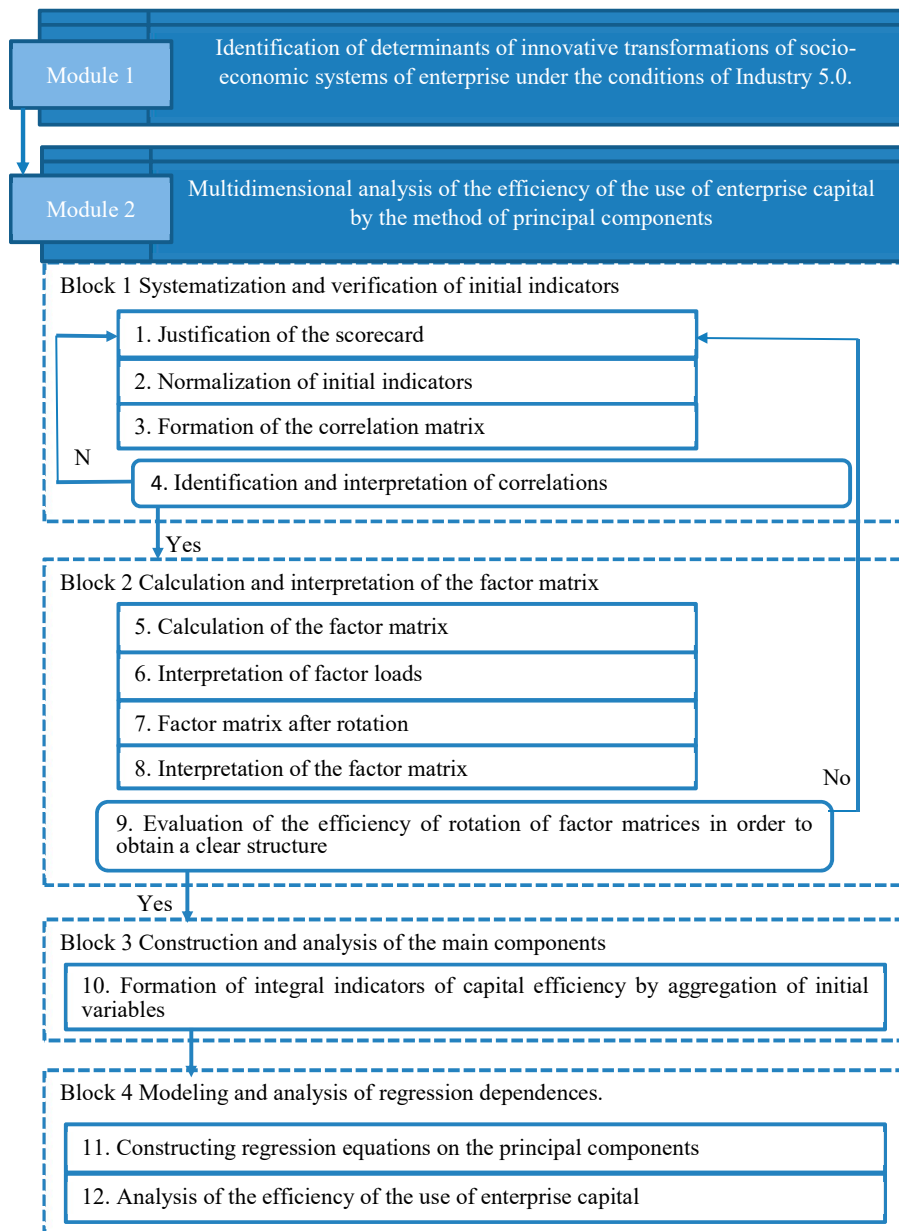 Identification of determinants of innovative transformations of socio-
economic systems of enterprise under the conditions of Industry 5.0.
Module 1
Multidimensional analysis of the efficiency of the use of enterprise capital
by the method of principal components
Module 2
Block 1 Systematization and verification of initial indicators
1. Justification of the scorecard
2. Normalization of initial indicators
3. Formation of the correlation matrix
N
4. Identification and interpretation of correlations
Yes
Block 2 Calculation and interpretation of the factor matrix
5. Calculation of the factor matrix
6. Interpretation of factor loads
7. Factor matrix after rotation
8. Interpretation of the factor matrix
No
9. Evaluation of the efficiency of rotation of factor matrices in order to
obtain a clear structure
Yes
Block 3 Construction and analysis of the main components
10. Formation of integral indicators of capital efficiency by aggregation of initial
variables
Block 4 Modeling and analysis of regression dependences.
11. Constructing regression equations on the principal components
12. Analysis of the efficiency of the use of enterprise capital